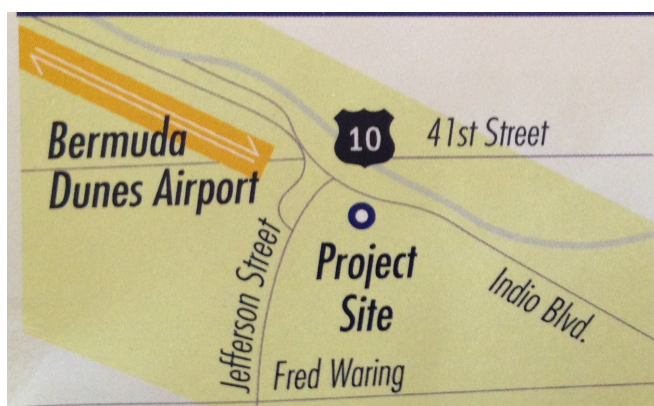 10
41st Street
Bermuda
Dunes Airport
Jefferson Street
Project
Site
Indio Blvd.
Fred Waring